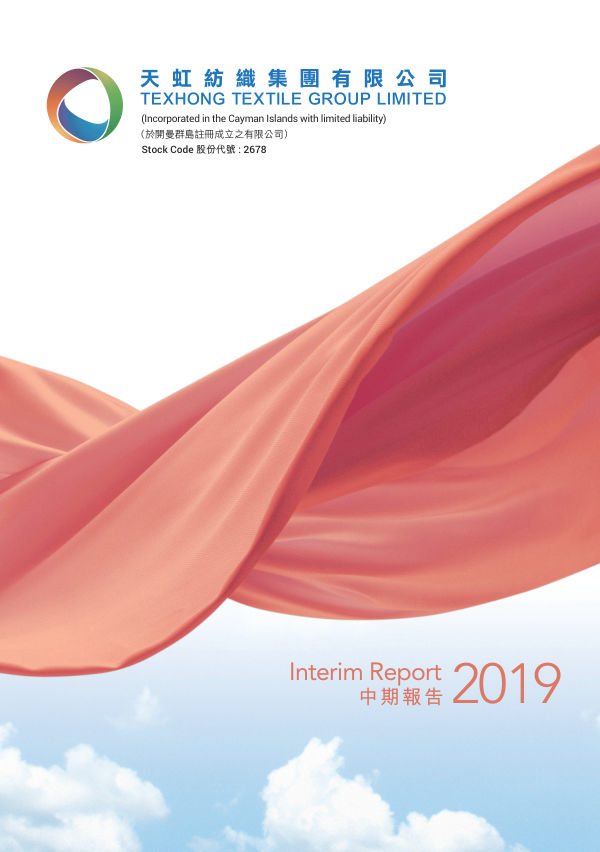 天虹紡織集團有限公司
TEXHONG TEXTILE GROUP LIMITED
(Incorporated in the Cayman Islands with limited liability)
(於開曼群島註冊成立之有限公司)
Stock Code 股份代號 : 2678
Interim Report 2019
中期報告